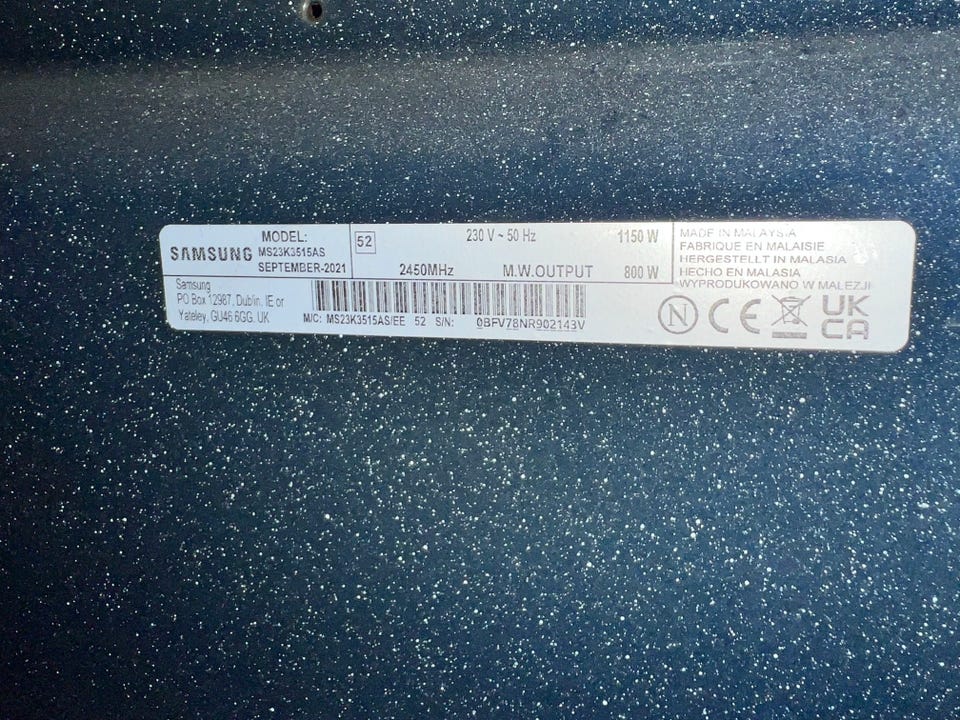 SAMSUNG
MODEL:
MS23K3515AS
SEPTEMBER-2021
52
230 V ~ 50 Hz
1150 W
2450MHz
M.W.OUTPUT
800 W
MADE IN MALAYSIA
FABRIQUE EN MALAISIE
HERGESTELLT IN MALASIA
HECHO EN MALASIA
WYPRODUKOWANO W MALEZJI
Samsung
PO Box 12987, Dublin. IE or
Yateley, GU46 6GG. UK
M/C: MS23K3515AS/EE 52 S/N: 0BFV78NR902143V
N CE UK
CA